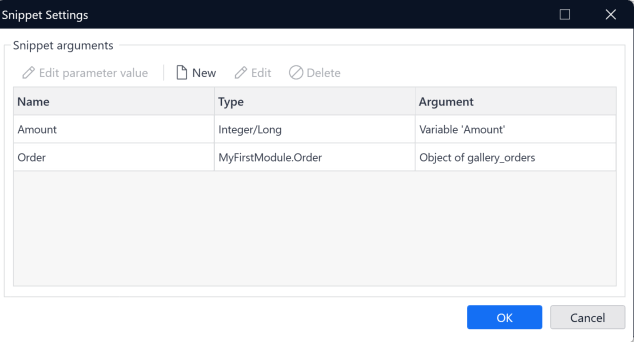 Snippet Settings
Snippet arguments
Edit parameter value New Edit Delete
Name Type Argument
Amount Integer/Long Variable 'Amount'
Order MyFirstModule.Order Object of gallery_orders
OK Cancel